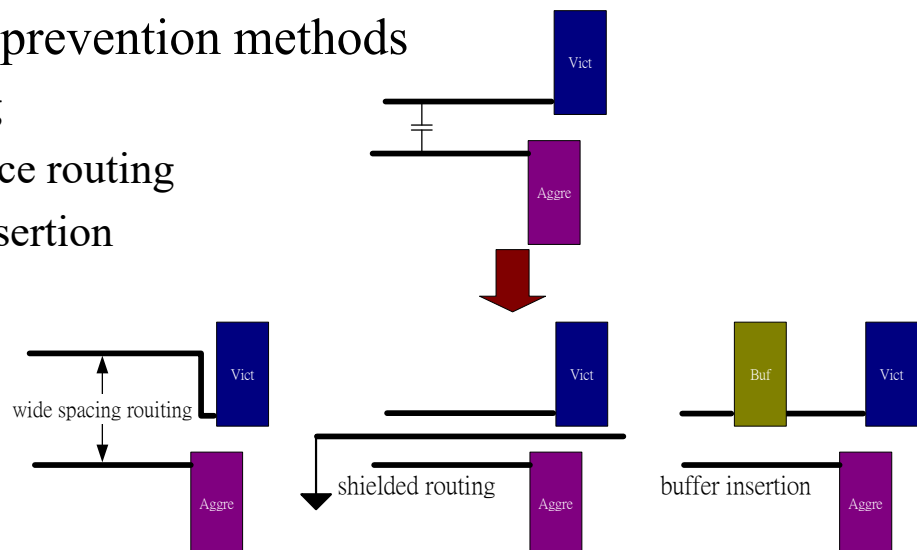 prevention methods
g
ce routing
sertion
Vict
Aggre
Vict
wide spacing rouiting
Aggre
Vict
shielded routing
Aggre
Buf
Vict
buffer insertion
Aggre